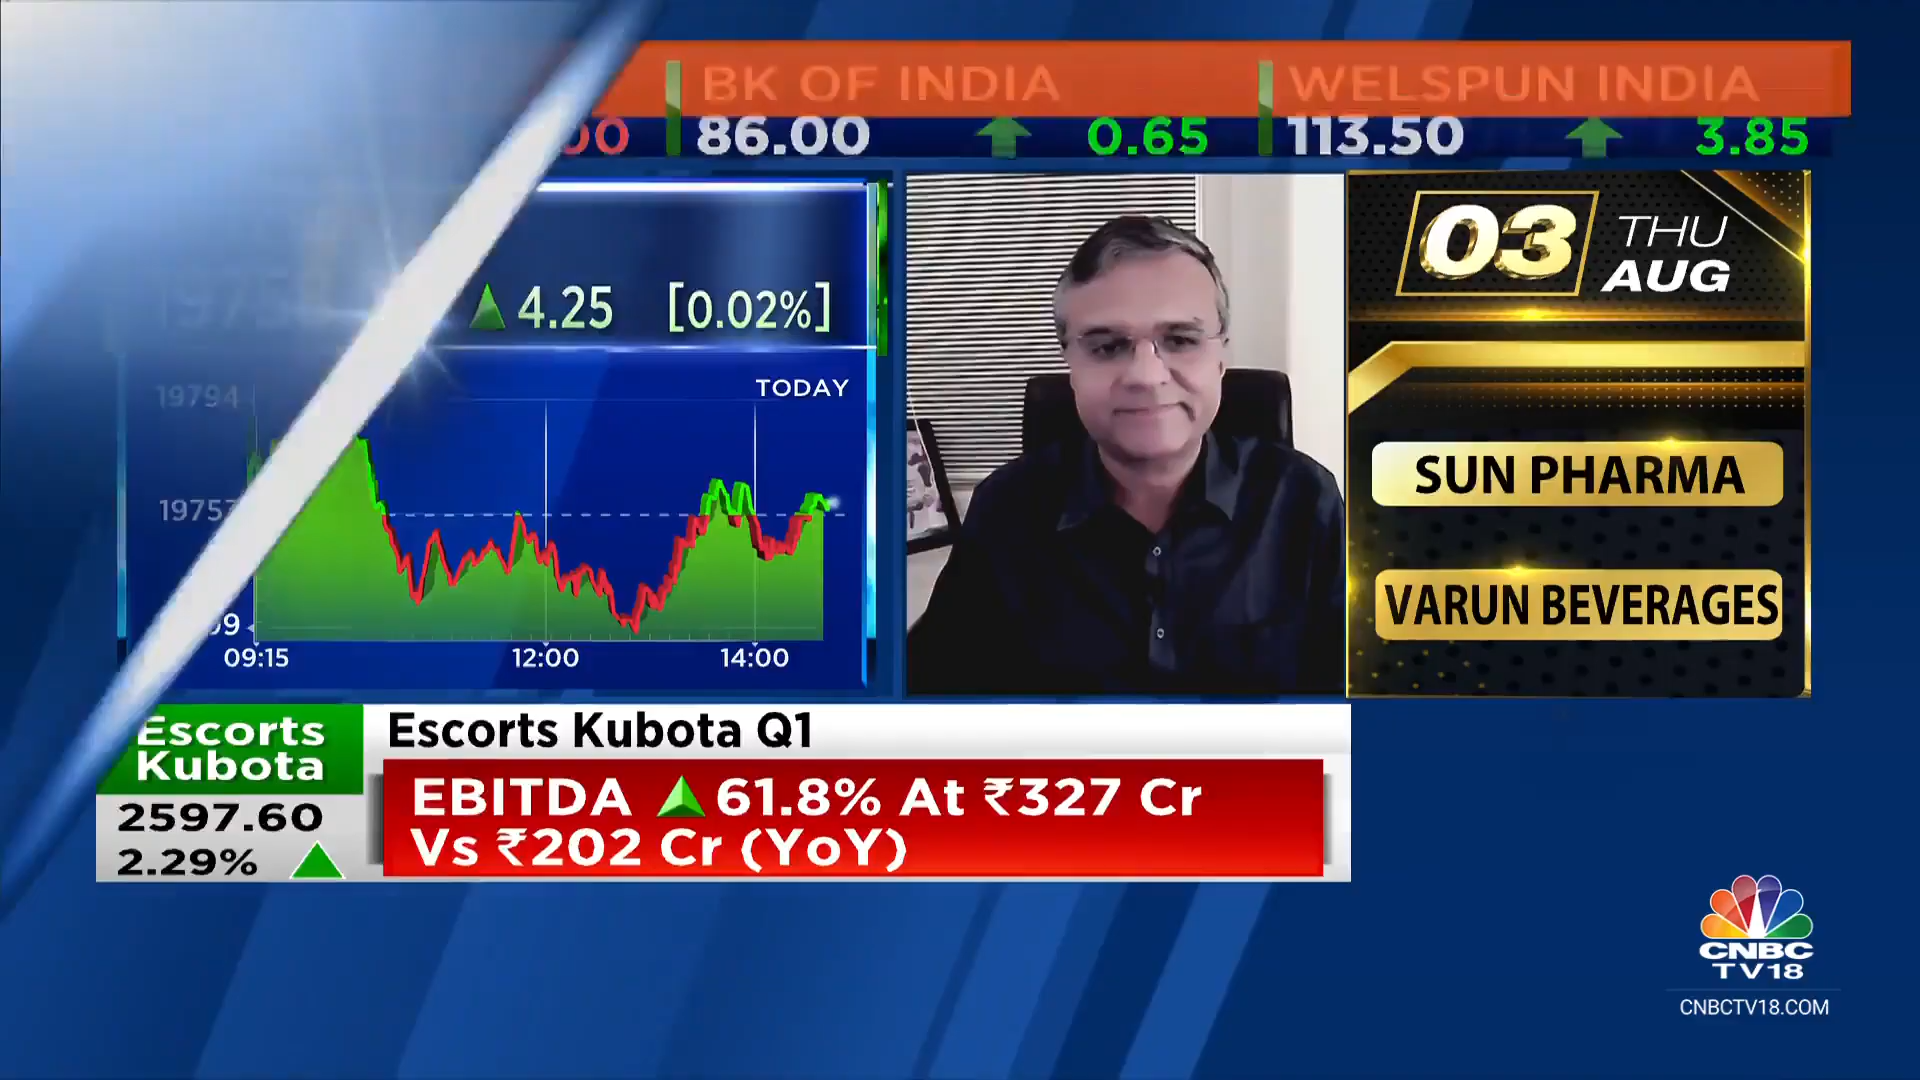 BK OF INDIA
WELSPUN INDIA
00
86.00
0.65
113.50
3.85
4.25 [0.02%]
TODAY
19794
1975
09:15
12:00
14:00
03 THU
AUG
SUN PHARMA
VARUN BEVERAGES
Escorts
Kubota
2597.60
2.29%
Escorts Kubota Q1
EBITDA 61.8% At ₹327 Cr
Vs ₹202 Cr (YoY)
CNBC
TV18
CNBCTV18.COM